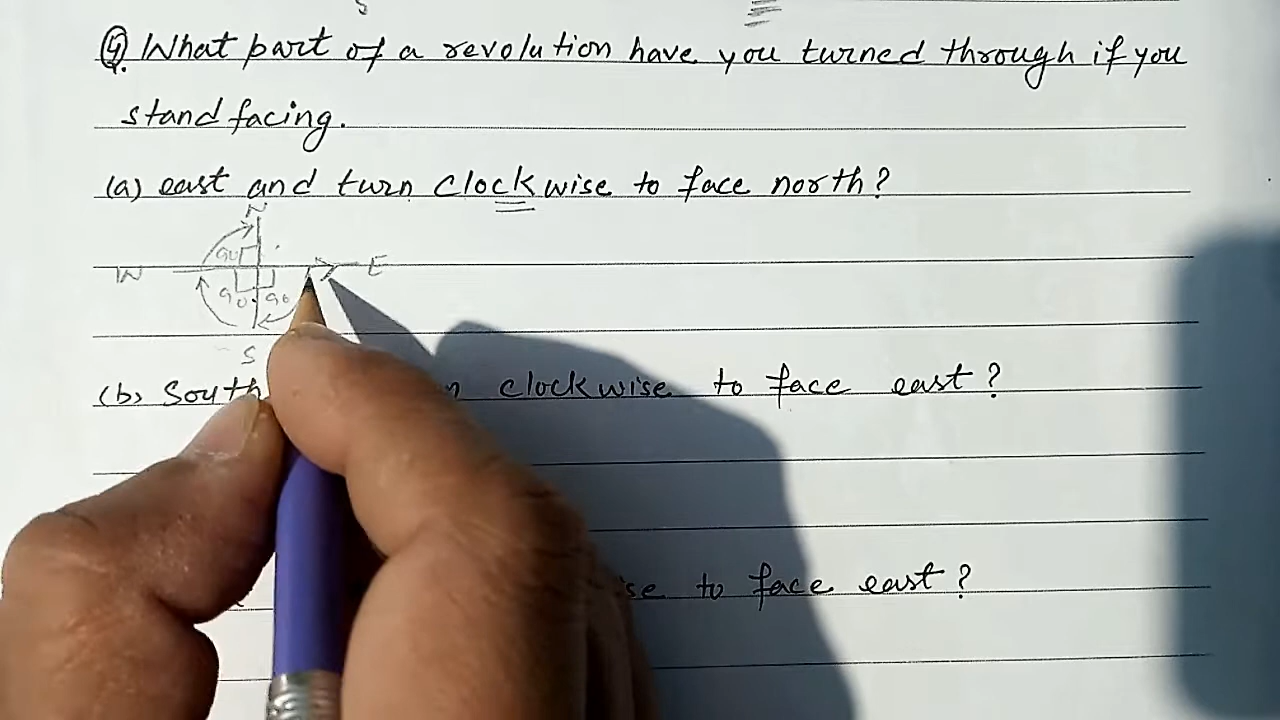 Q4. What part of a revolution have you turned through if you
stand facing.
(a) east and turn clockwise to face north?
N
90
W E
90 90
S
(b) South clockwise to face east?
to face east?